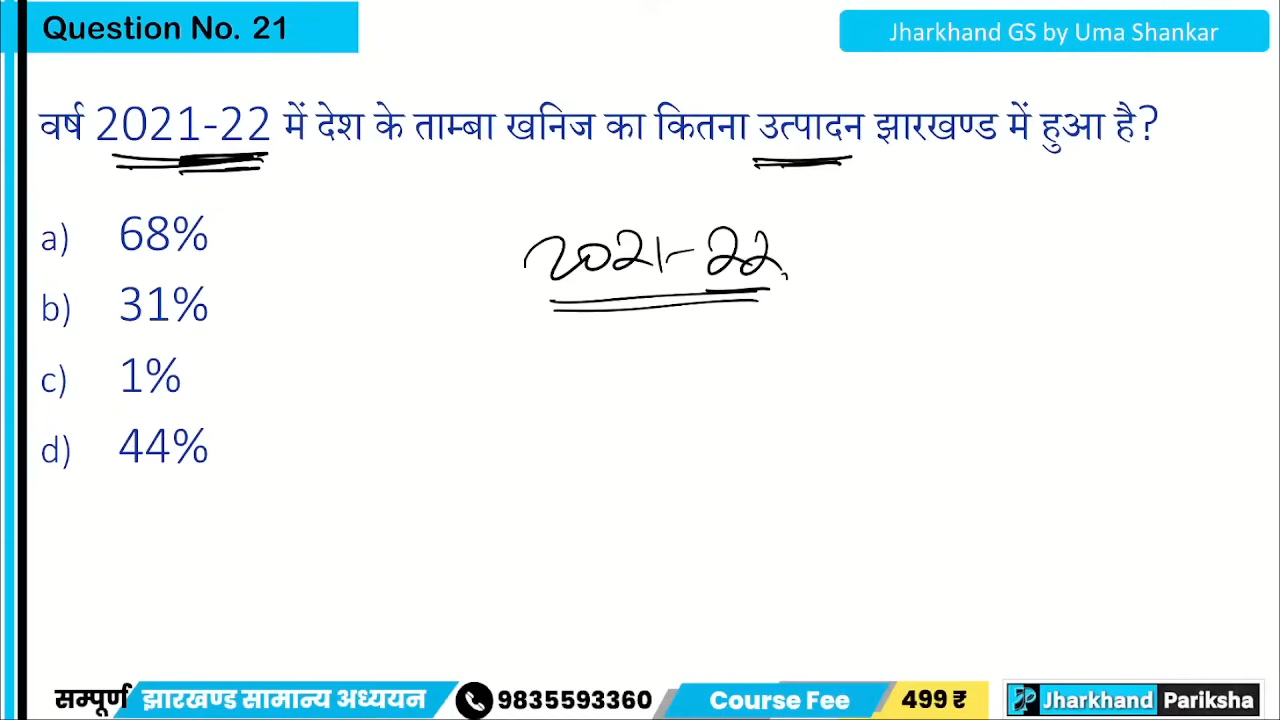 Question No. 21
Jharkhand GS by Uma Shankar
वर्ष 2021-22 में देश के ताम्बा खनिज का कितना उत्पादन झारखण्ड में हुआ है?
a) 68%
2021-22
b) 31%
c) 1%
d) 44%
सम्पूर्ण झारखण्ड सामान्य अध्ययन 9835593360 Course Fee 499 ₹ JP Jharkhand Pariksha